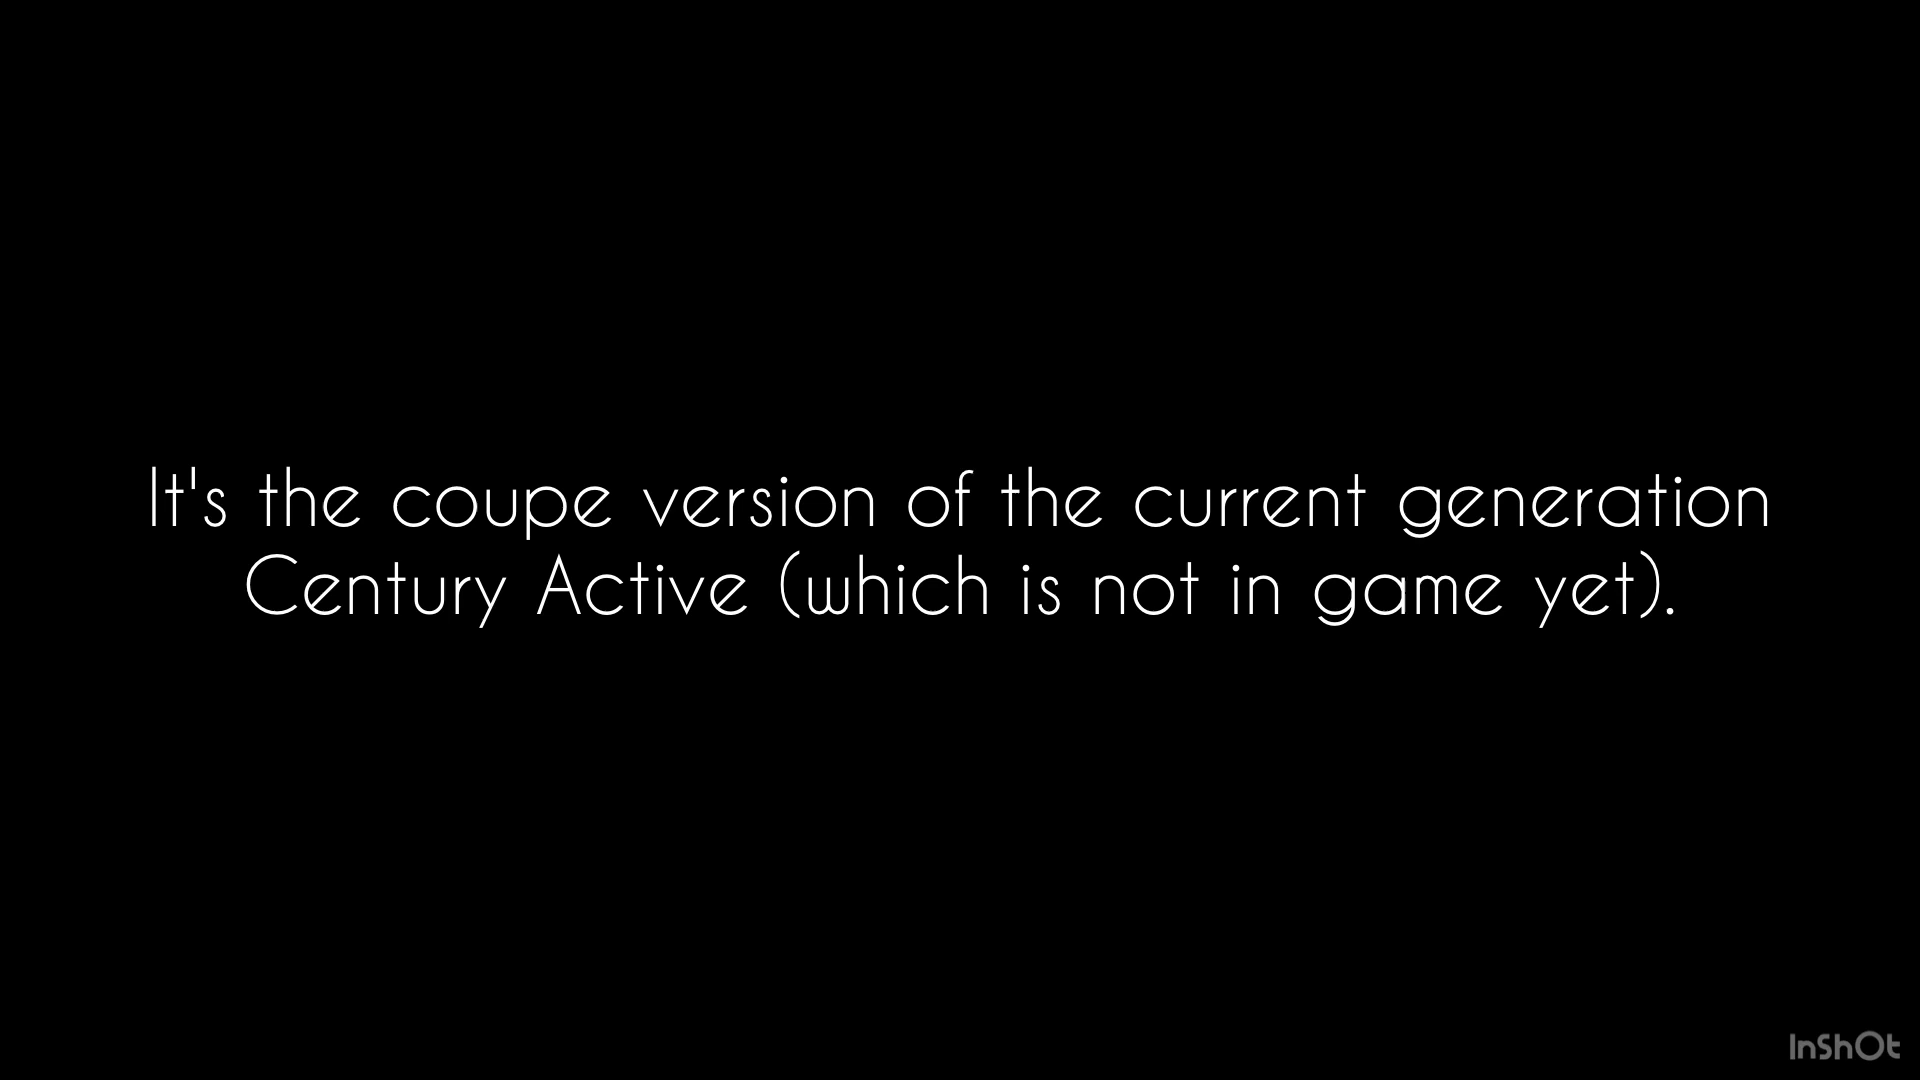 It's the coupe version of the current generation
Century Active (which is not in game yet).
InShOt